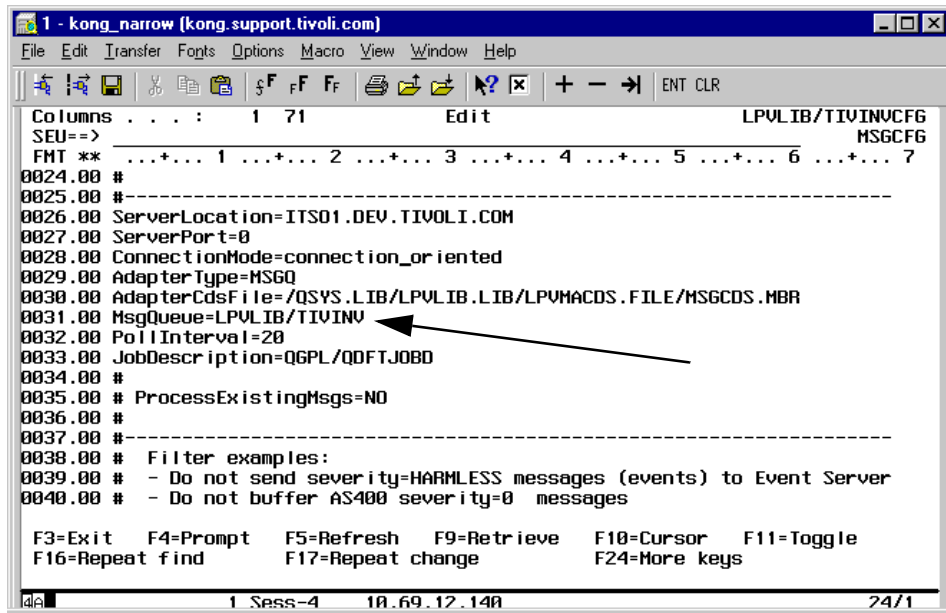 1 - kong_narrow (kong.support.tivoli.com)
File Edit Transfer Fonts Options Macro View Window Help
ENT CLR
Columns . . . : 1 71 Edit LPVLIB/TIVINVCFG
SEU==> MSGCFG
FMT ** ...+... 1 ...+... 2 ...+... 3 ...+... 4 ...+... 5 ...+... 6 ...+... 7
0024.00 #
0025.00 #-------------------------------------------------------------------
0026.00 ServerLocation=ITSO1.DEV.TIVOLI.COM
0027.00 ServerPort=0
0028.00 ConnectionMode=connection_oriented
0029.00 AdapterType=MSGQ
0030.00 AdapterCdsFile=/QSYS.LIB/LPVLIB.LIB/LPVMACDS.FILE/MSGCDS.MBR
0031.00 MsgQueue=LPVLIB/TIVINV
0032.00 PollInterval=20
0033.00 JobDescription=QGPL/QDFTJOBD
0034.00 #
0035.00 # ProcessExistingMsgs=NO
0036.00 #
0037.00 #-------------------------------------------------------------------
0038.00 # Filter examples:
0039.00 # - Do not send severity=HARMLESS messages (events) to Event Server
0040.00 # - Do not buffer AS400 severity=0 messages
F3=Exit F4=Prompt F5=Refresh F9=Retrieve F10=Cursor F11=Toggle
F16=Repeat find F17=Repeat change F24=More keys
4A 1 Sess-4 10.69.12.140 24/1